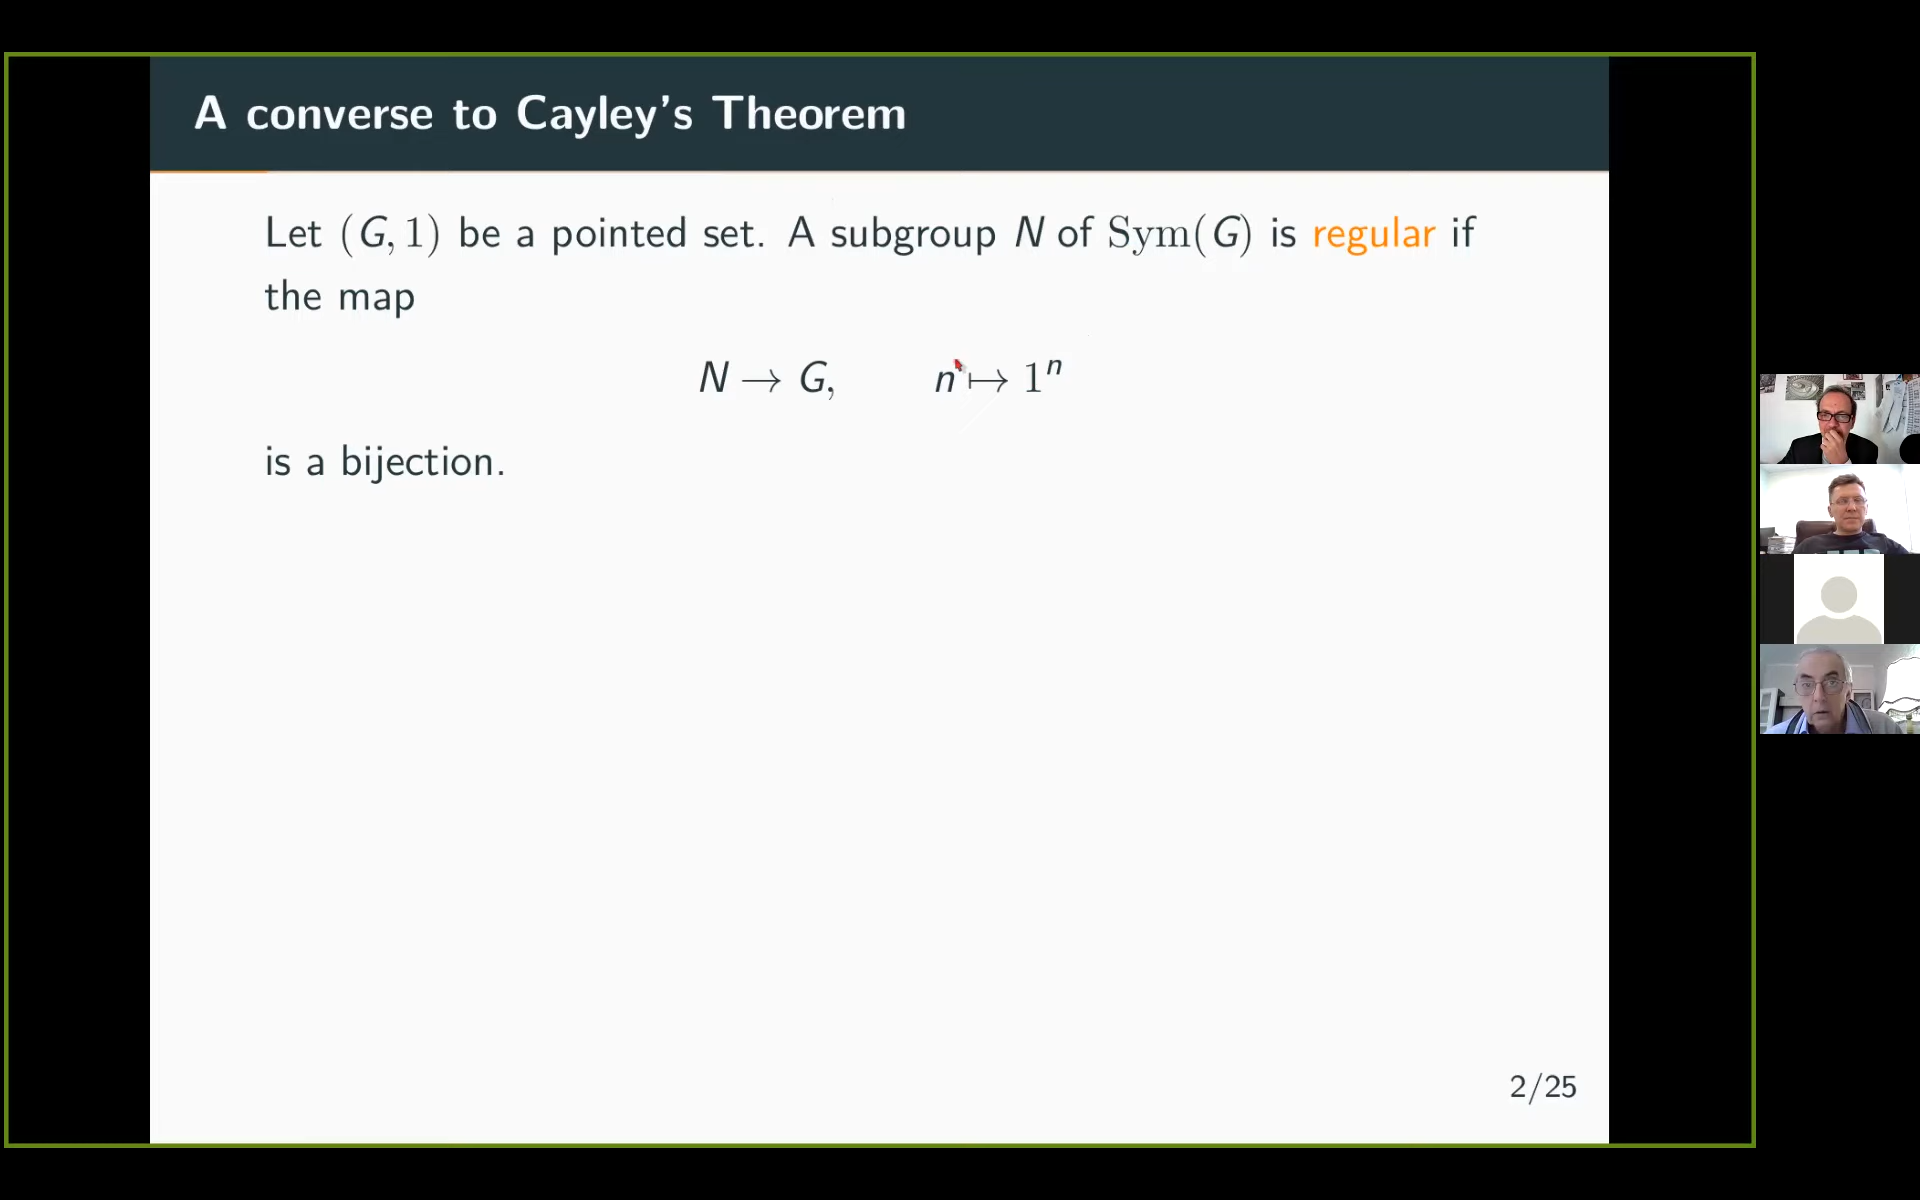 A converse to Cayley's Theorem
Let (G, 1) be a pointed set. A subgroup N of Sym(G) is regular if
the map
N → G, n ↦ 1ⁿ
is a bijection.
2/25